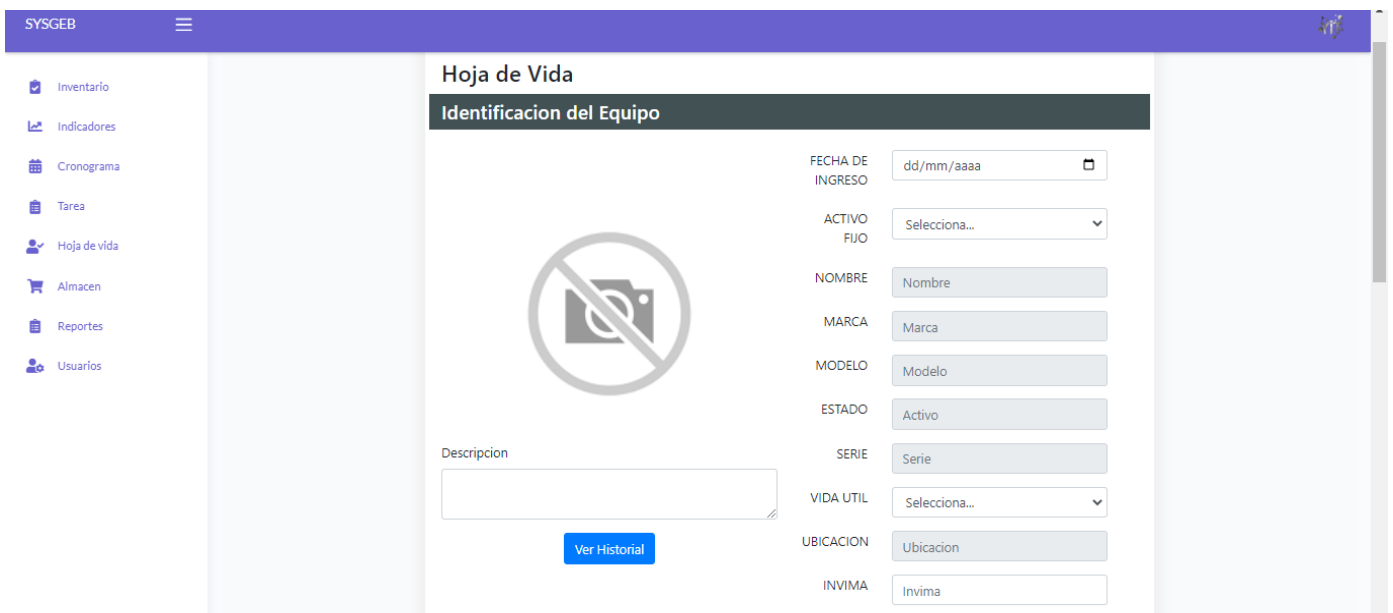 SYSGEB
Inventario
Indicadores
Cronograma
Tarea
Hoja de vida
Almacen
Reportes
Usuarios
Hoja de Vida
Identificacion del Equipo
Descripcion
Ver Historial
FECHA DE
INGRESO
dd/mm/aaaa
ACTIVO
FIJO
Selecciona...
NOMBRE
Nombre
MARCA
Marca
MODELO
Modelo
ESTADO
Activo
SERIE
Serie
VIDA UTIL
Selecciona...
UBICACION
Ubicacion
INVIMA
Invima